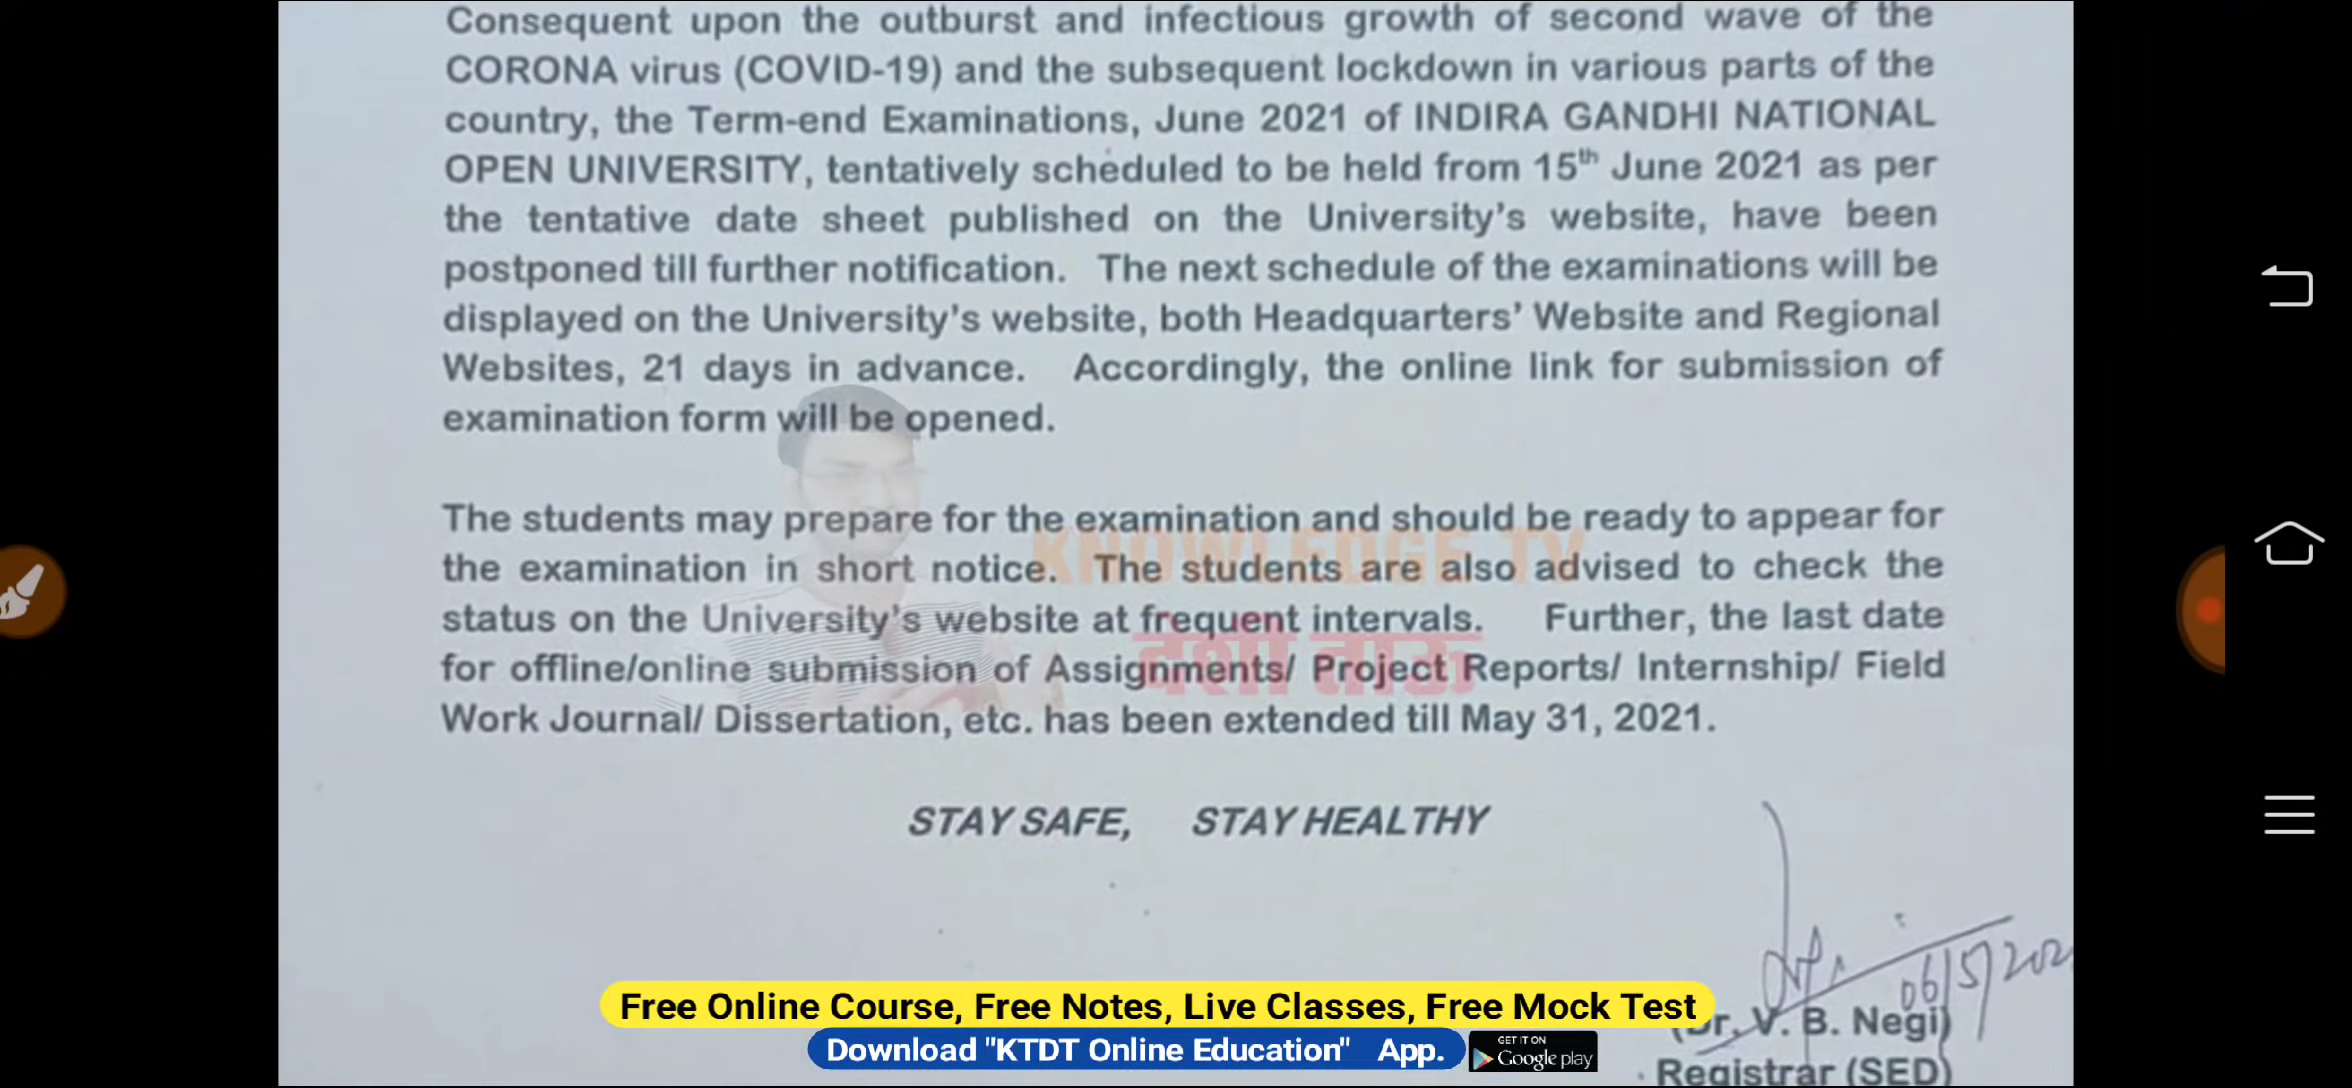 Consequent upon the outburst and infectious growth of second wave of the
CORONA virus (COVID-19) and the subsequent lockdown in various parts of the
country, the Term-end Examinations, June 2021 of INDIRA GANDHI NATIONAL
OPEN UNIVERSITY, tentatively scheduled to be held from 15th June 2021 as per
the tentative date sheet published on the University's website, have been
postponed till further notification. The next schedule of the examinations will be
displayed on the University's website, both Headquarters' Website and Regional
Websites, 21 days in advance. Accordingly, the online link for submission of
examination form will be opened.
The students may prepare for the examination and should be ready to appear for
KNOWLEDGE TV
the examination in short notice. The students are also advised to check the
status on the University's website at frequent intervals. Further, the last date
देशी ताऊ
for offline/online submission of Assignments/ Project Reports/ Internship/ Field
Work Journal/ Dissertation, etc. has been extended till May 31, 2021.
STAY SAFE, STAY HEALTHY
06/5/202
(Dr. V. B. Negi)
Registrar (SED)
Free Online Course, Free Notes, Live Classes, Free Mock Test
Download "KTDT Online Education" App.
GET IT ON
Google play